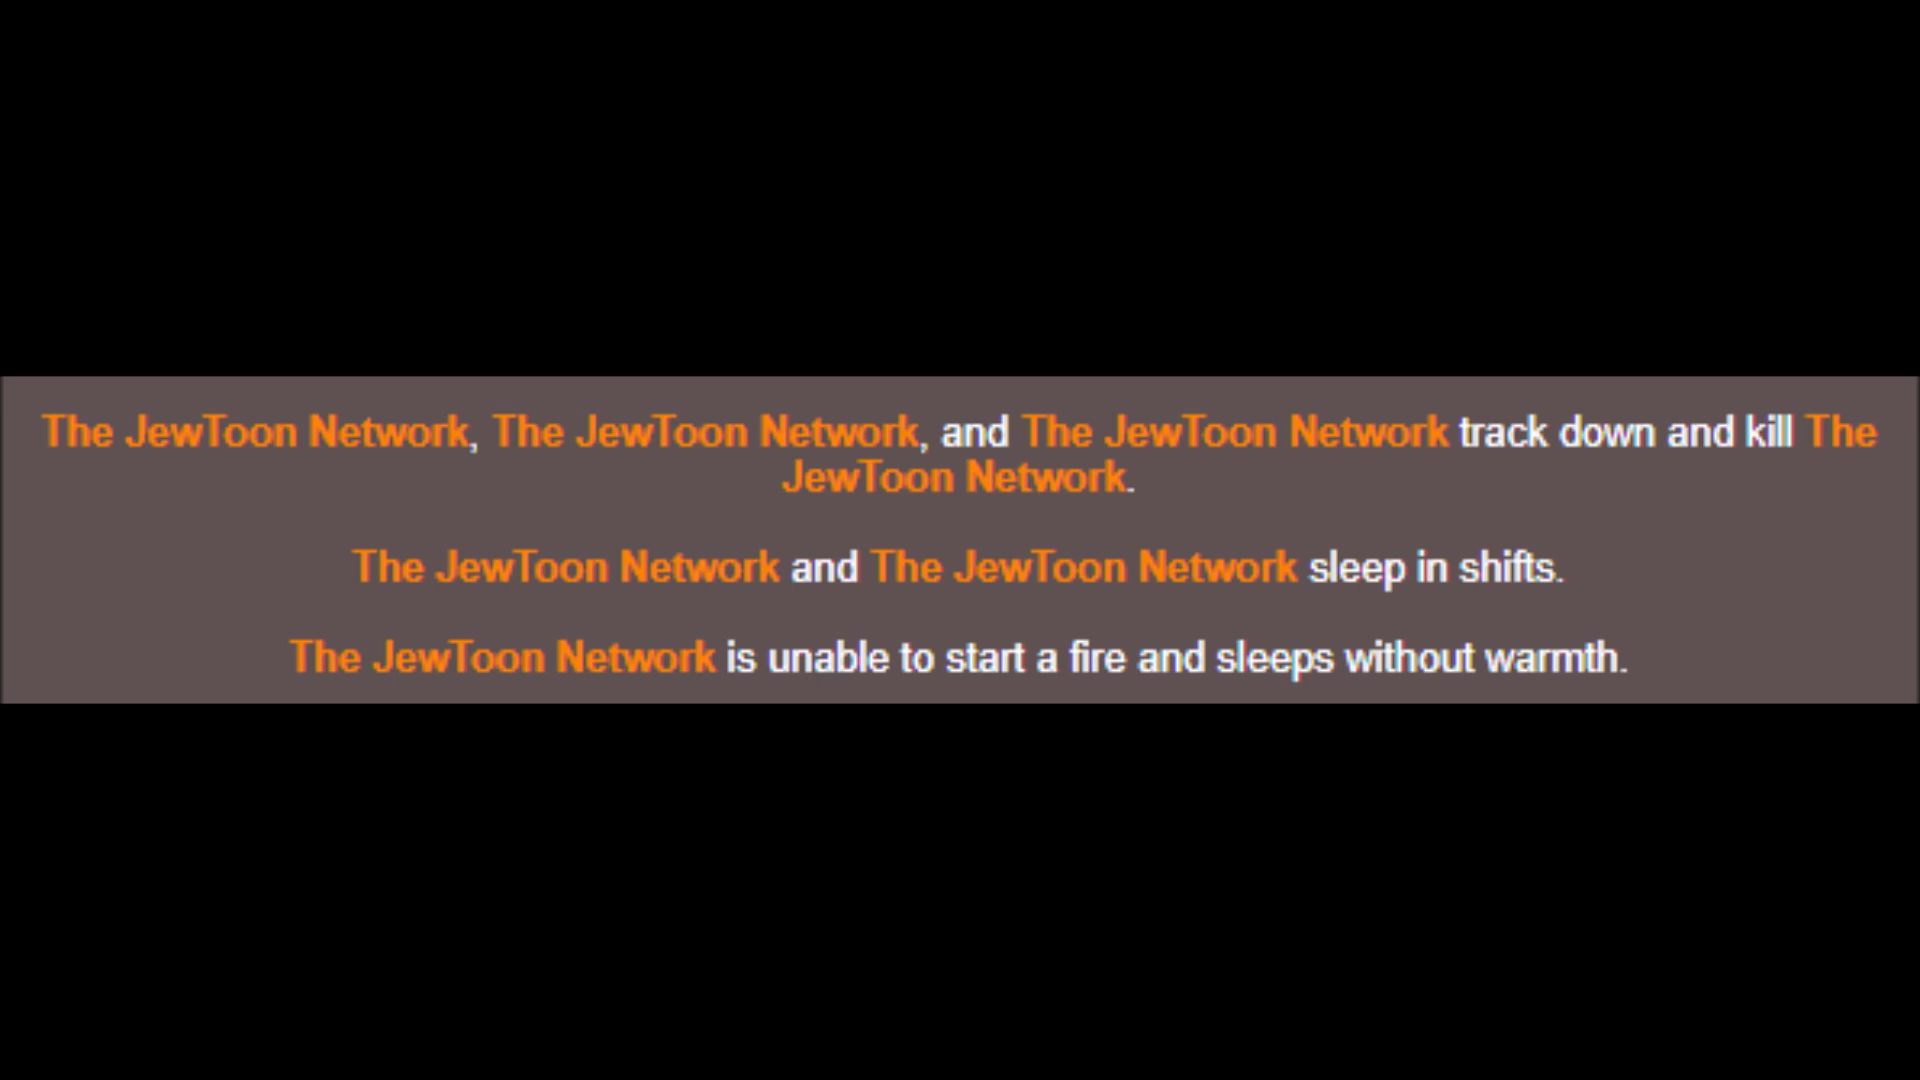 The JewToon Network, The JewToon Network, and The JewToon Network track down and kill The
JewToon Network.
The JewToon Network and The JewToon Network sleep in shifts.
The JewToon Network is unable to start a fire and sleeps without warmth.